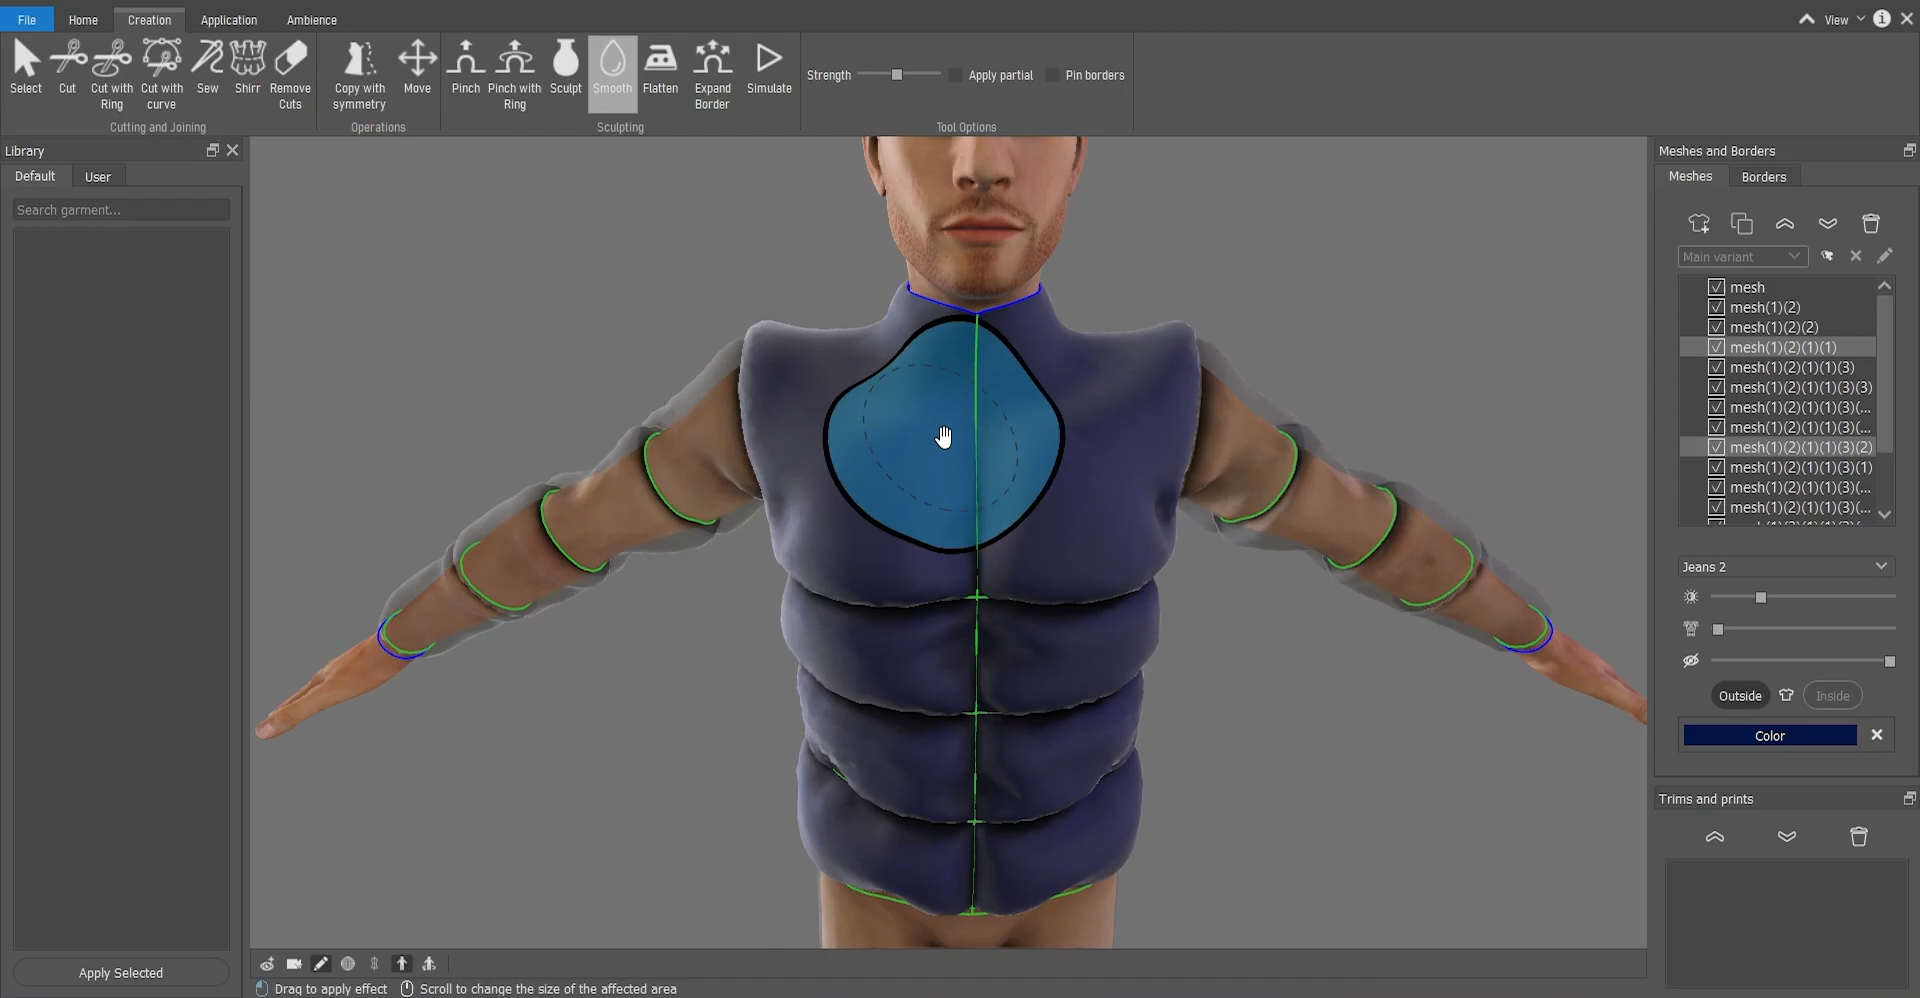 File
Home
Creation
Application
Ambience
View
Select
Cut
Cut with
Ring
Cut with
curve
Sew
Shirr
Remove
Cuts
Cutting and Joining
Copy with
symmetry
Move
Operations
Pinch
Pinch with
Ring
Sculpt
Smooth
Flatten
Expand
Border
Simulate
Sculpting
Strength
Apply partial
Pin borders
Tool Options
Library
Default
User
Search garment...
Apply Selected
Meshes and Borders
Meshes
Borders
Main variant
mesh
mesh(1)(2)
mesh(1)(2)(2)
mesh(1)(2)(1)(1)
mesh(1)(2)(1)(1)(3)
mesh(1)(2)(1)(1)(3)(3)
mesh(1)(2)(1)(1)(3)(...
mesh(1)(2)(1)(1)(3)(...
mesh(1)(2)(1)(1)(3)(2)
mesh(1)(2)(1)(1)(3)(1)
mesh(1)(2)(1)(1)(3)(...
mesh(1)(2)(1)(1)(3)(...
Jeans 2
Outside
Inside
Color
Trims and prints
Drag to apply effect
Scroll to change the size of the affected area